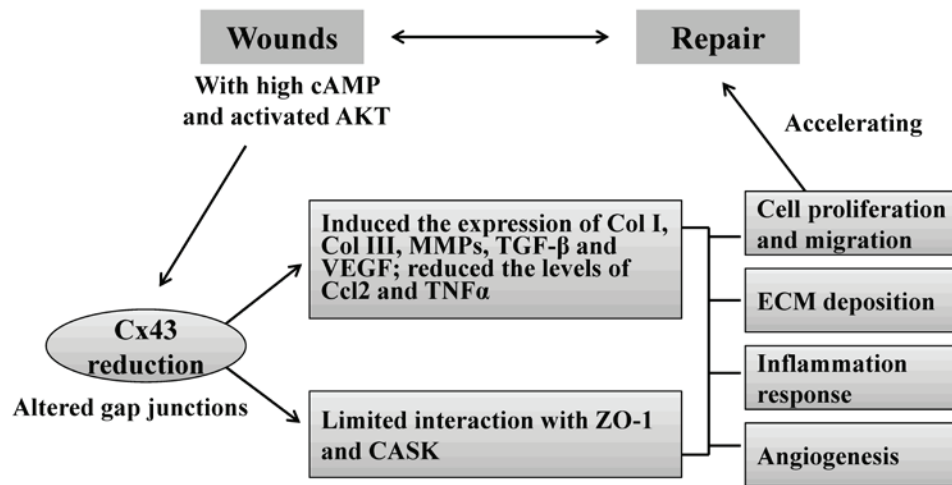 Wounds
Repair
With high cAMP
and activated AKT
Accelerating
Induced the expression of Col I,
Col III, MMPs, TGF-β and
VEGF; reduced the levels of
Ccl2 and TNFα
Cell proliferation
and migration
ECM deposition
Cx43
reduction
Altered gap junctions
Inflammation
response
Limited interaction with ZO-1
and CASK
Angiogenesis